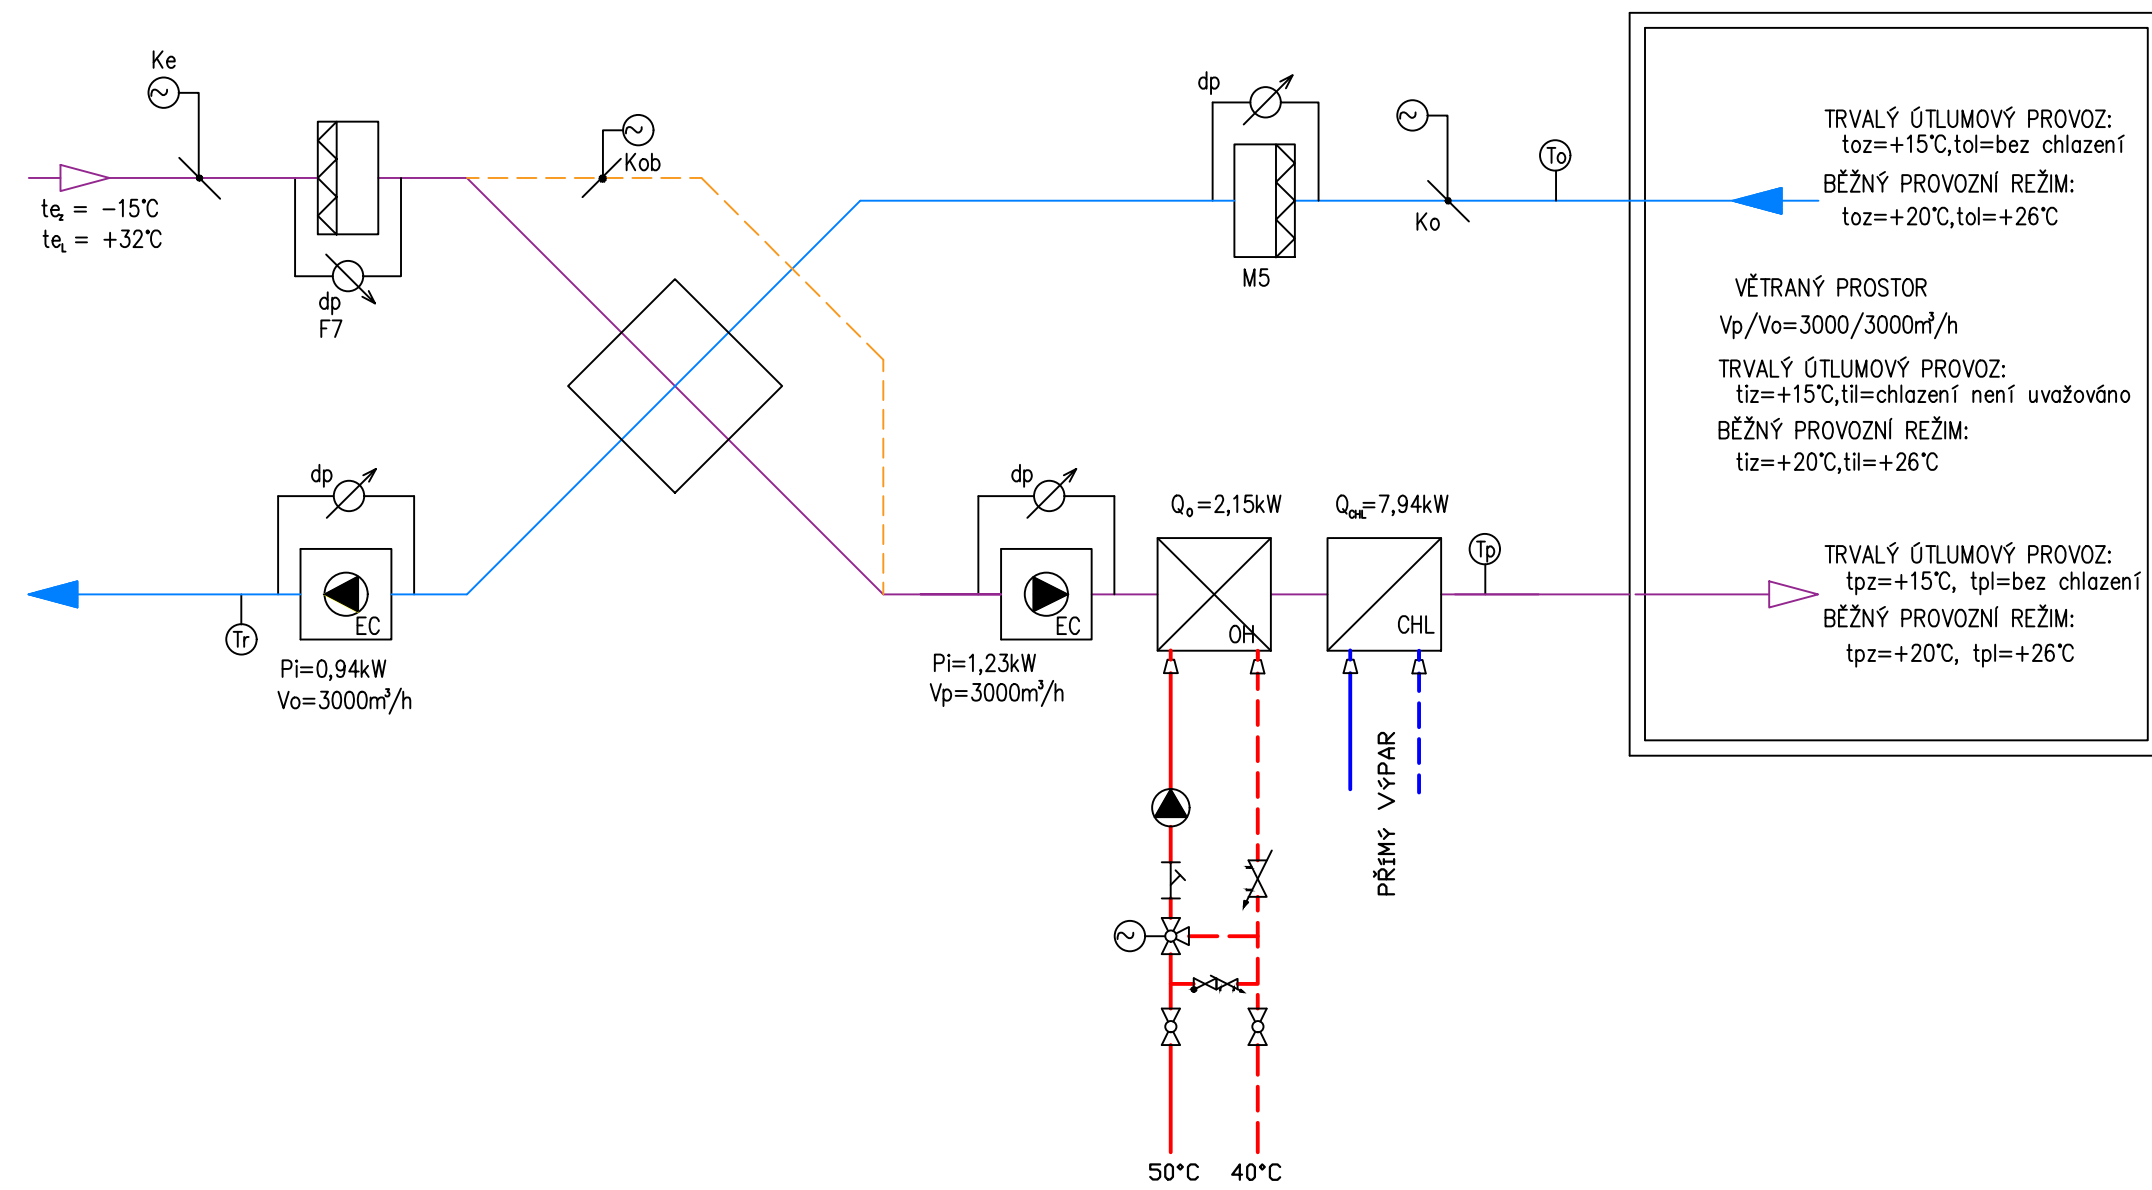 Ke
te_z = -15°C
te_L = +32°C
dp
F7
Kob
dp
M5
Ko
To
TRVALÝ ÚTLUMOVÝ PROVOZ:
toz=+15°C,tol=bez chlazení
BĚŽNÝ PROVOZNÍ REŽIM:
toz=+20°C,tol=+26°C
VĚTRANÝ PROSTOR
Vp/Vo=3000/3000m³/h
TRVALÝ ÚTLUMOVÝ PROVOZ:
tiz=+15°C,til=chlazení není uvažováno
BĚŽNÝ PROVOZNÍ REŽIM:
tiz=+20°C,til=+26°C
TRVALÝ ÚTLUMOVÝ PROVOZ:
tpz=+15°C, tpl=bez chlazení
BĚŽNÝ PROVOZNÍ REŽIM:
tpz=+20°C, tpl=+26°C
dp
EC
Tr
Pi=0,94kW
Vo=3000m³/h
dp
EC
Pi=1,23kW
Vp=3000m³/h
Q_o=2,15kW
OH
Q_CHL=7,94kW
CHL
Tp
PŘÍMÝ VÝPAR
50°C
40°C